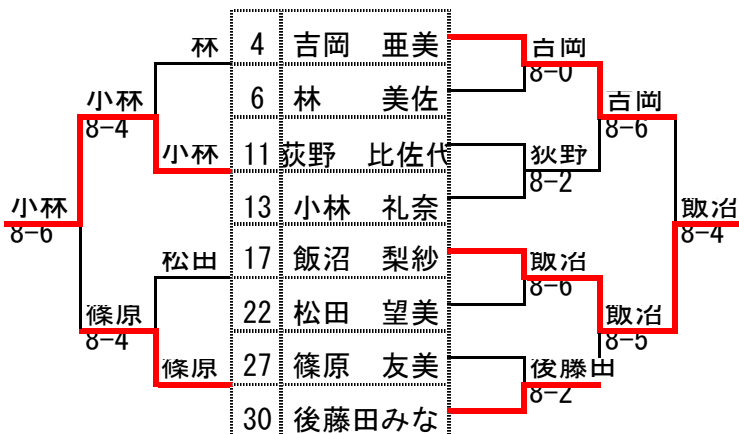 林 4 吉岡 亜美 吉岡
8-0
小林 6 林 美佐 吉岡
8-4 8-6
小林 11 荻野 比佐代 荻野
8-2
小林 13 小林 礼奈 飯沼
8-6 8-4
松田 17 飯沼 梨紗 飯沼
8-6
篠原 22 松田 望美 飯沼
8-4 8-5
篠原 27 篠原 友美 後藤田
8-2
30 後藤田みな